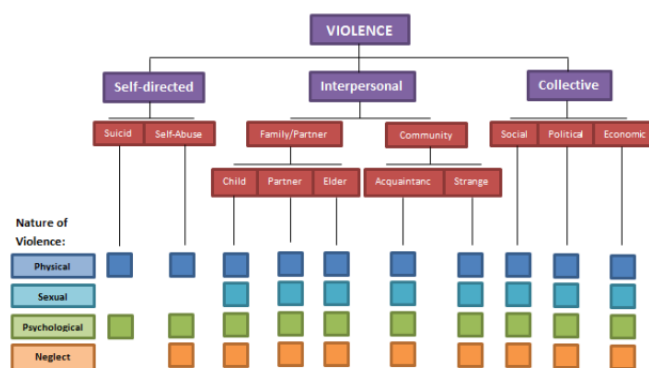 VIOLENCE
Self-directed Interpersonal Collective
Suicid Self-Abuse Family/Partner Community Social Political Economic
Child Partner Elder Acquaintanc Strange
Nature of
Violence:
Physical
Sexual
Psychological
Neglect